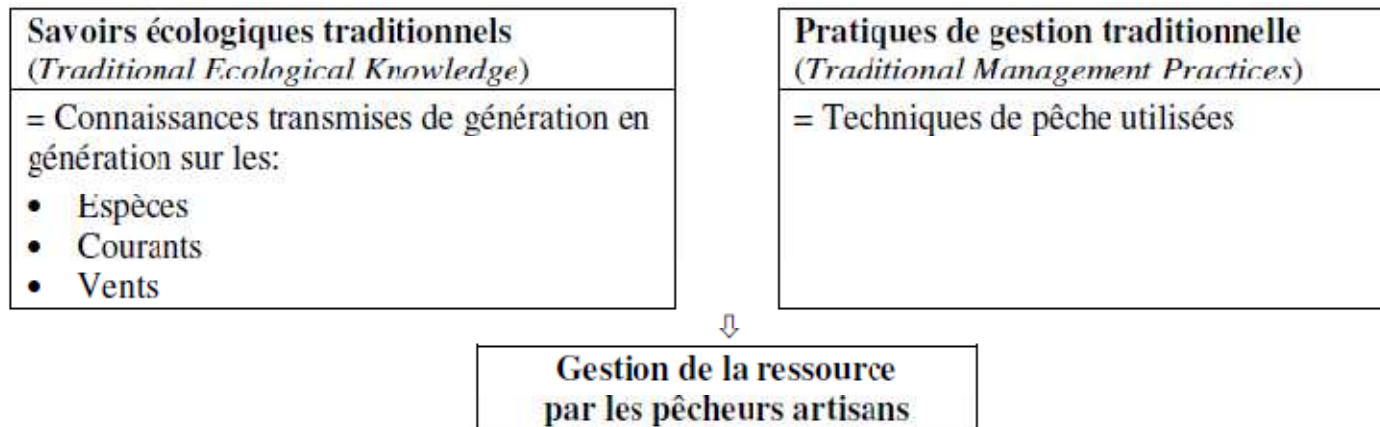 Savoirs écologiques traditionnels
(Traditional Ecological Knowledge)
= Connaissances transmises de génération en
génération sur les:
• Espèces
• Courants
• Vents
Pratiques de gestion traditionnelle
(Traditional Management Practices)
= Techniques de pêche utilisées
⇩
Gestion de la ressource
par les pêcheurs artisans